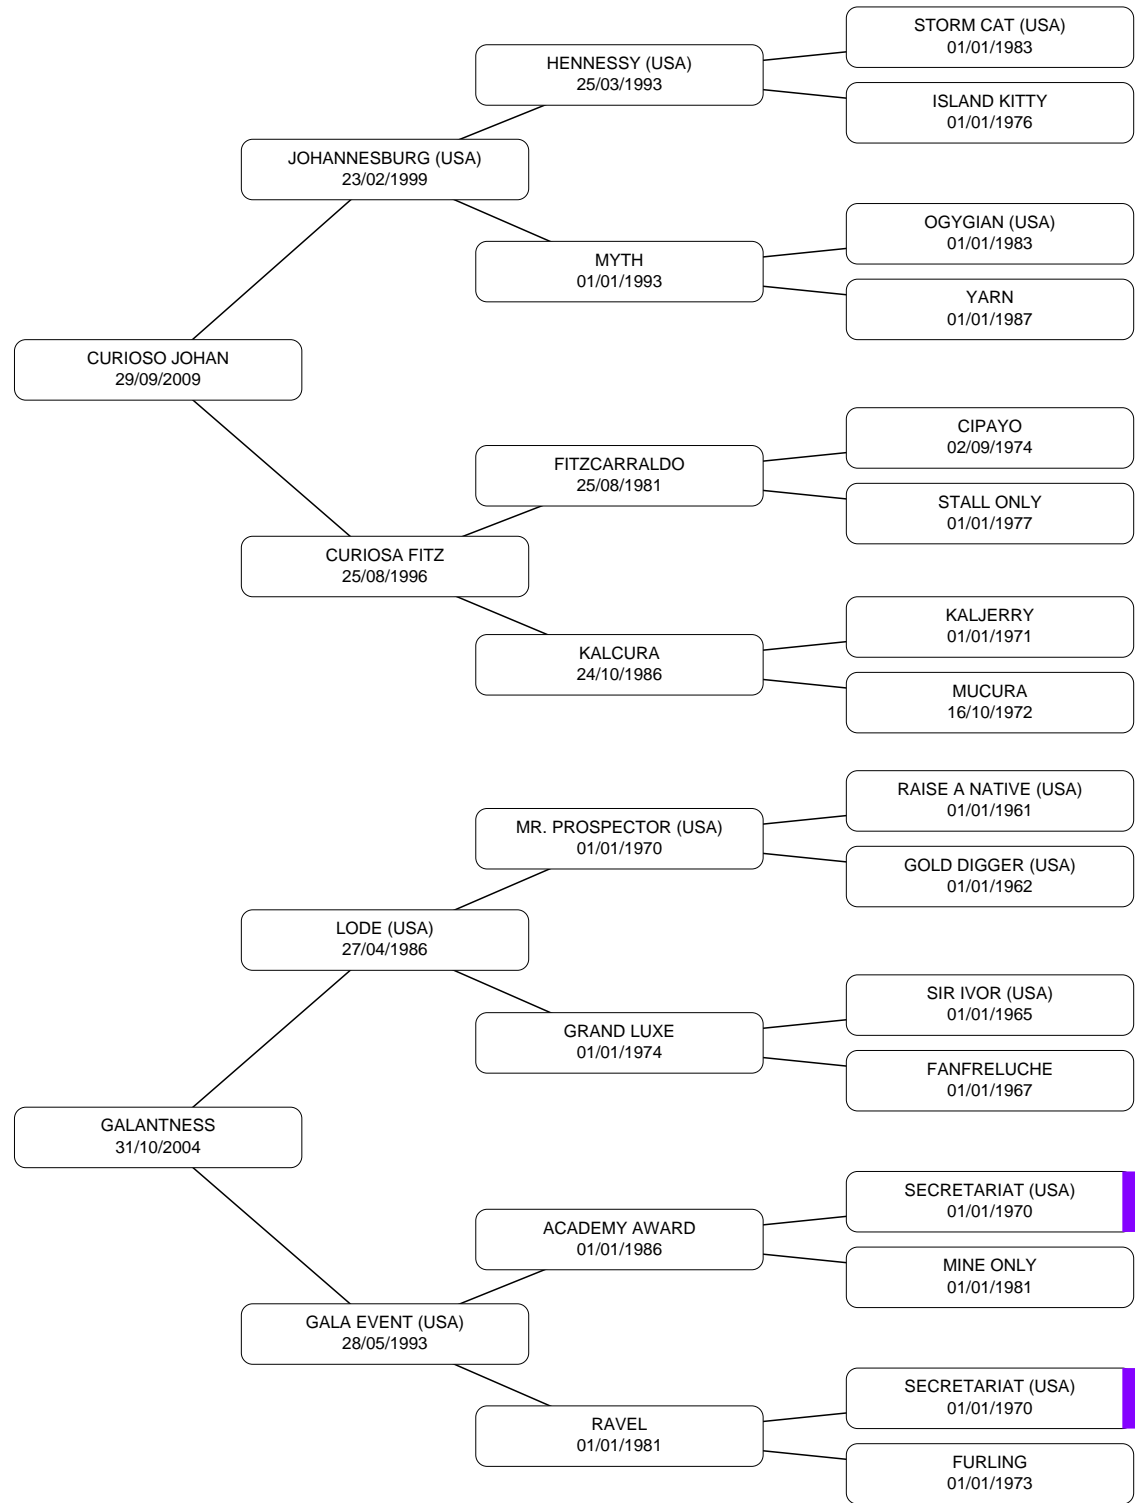 STORM CAT (USA)
01/01/1983
HENNESSY (USA)
25/03/1993
ISLAND KITTY
01/01/1976
JOHANNESBURG (USA)
23/02/1999
OGYGIAN (USA)
01/01/1983
MYTH
01/01/1993
YARN
01/01/1987
CURIOSO JOHAN
29/09/2009
CIPAYO
02/09/1974
FITZCARRALDO
25/08/1981
STALL ONLY
01/01/1977
CURIOSA FITZ
25/08/1996
KALJERRY
01/01/1971
KALCURA
24/10/1986
MUCURA
16/10/1972
RAISE A NATIVE (USA)
01/01/1961
MR. PROSPECTOR (USA)
01/01/1970
GOLD DIGGER (USA)
01/01/1962
LODE (USA)
27/04/1986
SIR IVOR (USA)
01/01/1965
GRAND LUXE
01/01/1974
FANFRELUCHE
01/01/1967
GALANTNESS
31/10/2004
SECRETARIAT (USA)
01/01/1970
ACADEMY AWARD
01/01/1986
MINE ONLY
01/01/1981
GALA EVENT (USA)
28/05/1993
SECRETARIAT (USA)
01/01/1970
RAVEL
01/01/1981
FURLING
01/01/1973